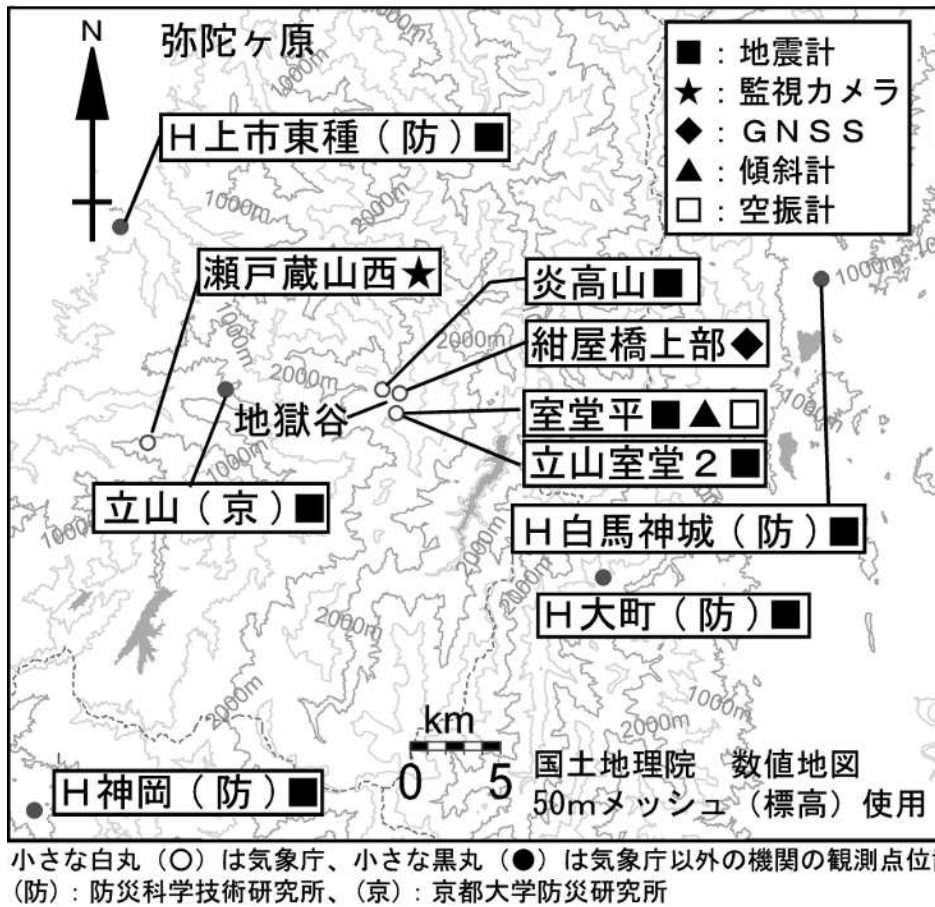 N
弥陀ヶ原
■：地震計
★：監視カメラ
◆：ＧＮＳＳ
▲：傾斜計
□：空振計
Ｈ上市東種（防）■
1000m
2000m
1000m
瀬戸蔵山西★
炎高山■
紺屋橋上部◆
1000m
2000m
2000m
地獄谷
室堂平■▲□
立山室堂２■
1000m
1000m
1000m
立山（京）■
1000m
2000m
2000m
Ｈ白馬神城（防）■
Ｈ大町（防）■
2000m
2000m
1000m
2000m
km
0 5
国土地理院 数値地図
50mメッシュ（標高）使用
Ｈ神岡（防）■
小さな白丸（○）は気象庁、小さな黒丸（●）は気象庁以外の機関の観測点位
(防)：防災科学技術研究所、(京)：京都大学防災研究所